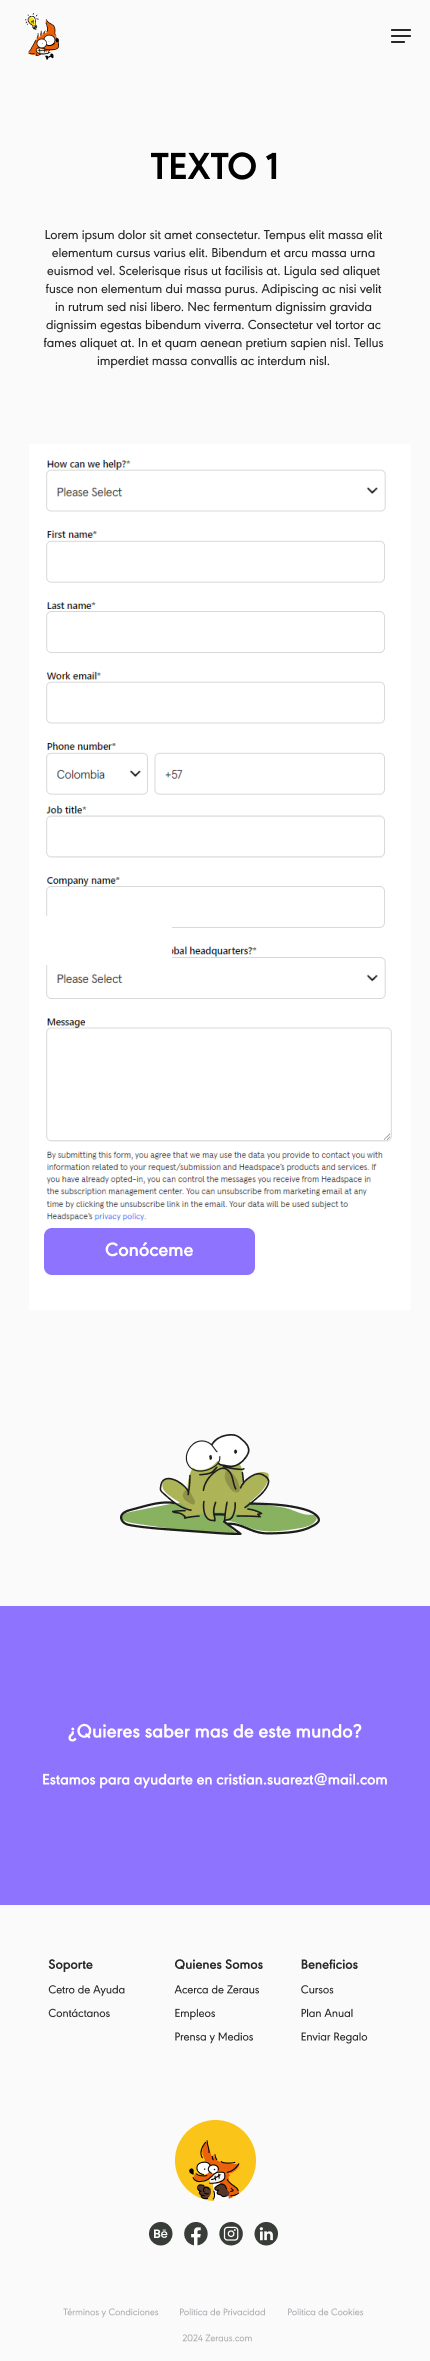 TEXTO 1
Lorem ipsum dolor sit amet consectetur. Tempus elit massa elit
elementum cursus varius elit. Bibendum et arcu massa urna
euismod vel. Scelerisque risus ut facilisis at. Ligula sed aliquet
fusce non elementum dui massa purus. Adipiscing ac nisi velit
in rutrum sed nisi libero. Nec fermentum dignissim gravida
dignissim egestas bibendum viverra. Consectetur vel tortor ac
fames aliquet at. In et quam aenean pretium sapien nisl. Tellus
imperdiet massa convallis ac interdum nisl.
How can we help?*
Please Select
First name*
Last name*
Work email*
Phone number*
Colombia +57
Job title*
Company name*
headquarters?*
Please Select
Message
By submitting this form, you agree that we may use the data you provide to contact you with
information related to your request/submission and Headspace's products and services. If
you have already opted-in, you can control the messages you receive from Headspace in
the subscription management center. You can unsubscribe from marketing email at any
time by clicking the unsubscribe link in the email. Your data will be used subject to
Headspace's privacy policy.
Conóceme
¿Quieres saber mas de este mundo?
Estamos para ayudarte en cristian.suarezt@mail.com
Soporte Quienes Somos Beneficios
Cetro de Ayuda Acerca de Zeraus Cursos
Contáctanos Empleos Plan Anual
Prensa y Medios Enviar Regalo
Bē
in
Términos y Condiciones Política de Privacidad Política de Cookies
2024 Zeraus.com